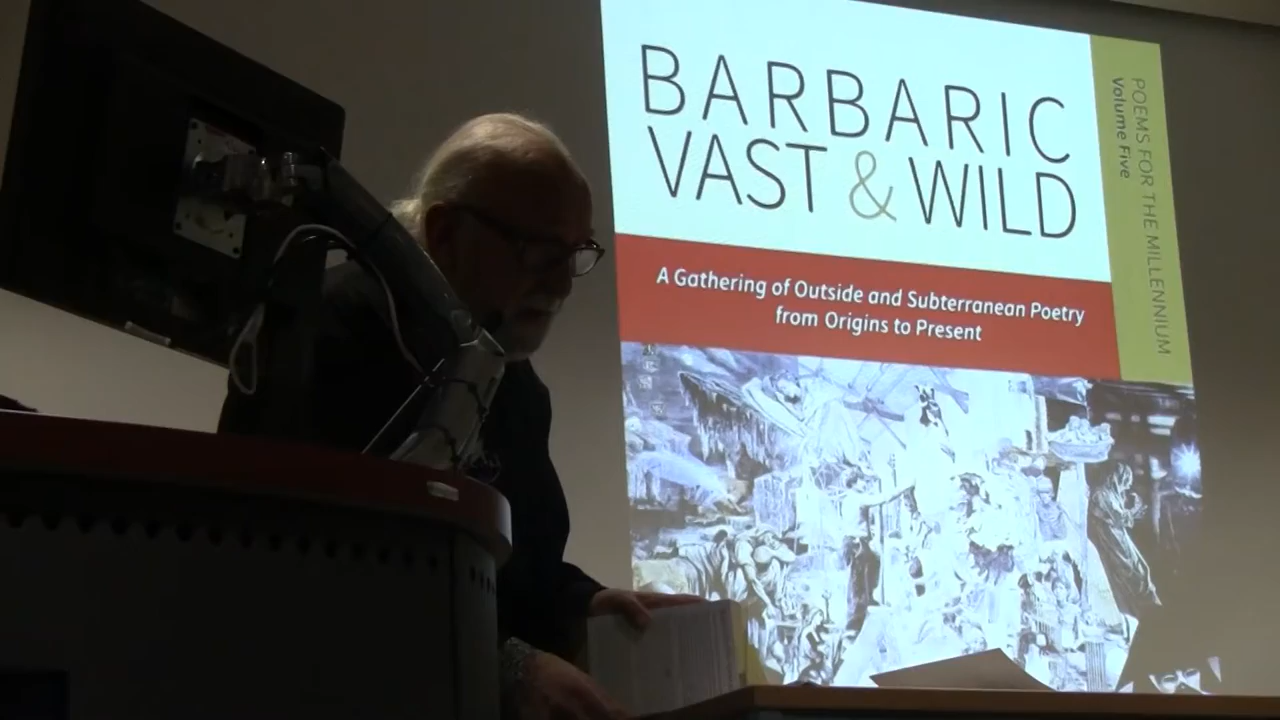 BARBARIC
VAST & WILD
A Gathering of Outside and Subterranean Poetry
from Origins to Present
POEMS FOR THE MILLENNIUM
Volume Five